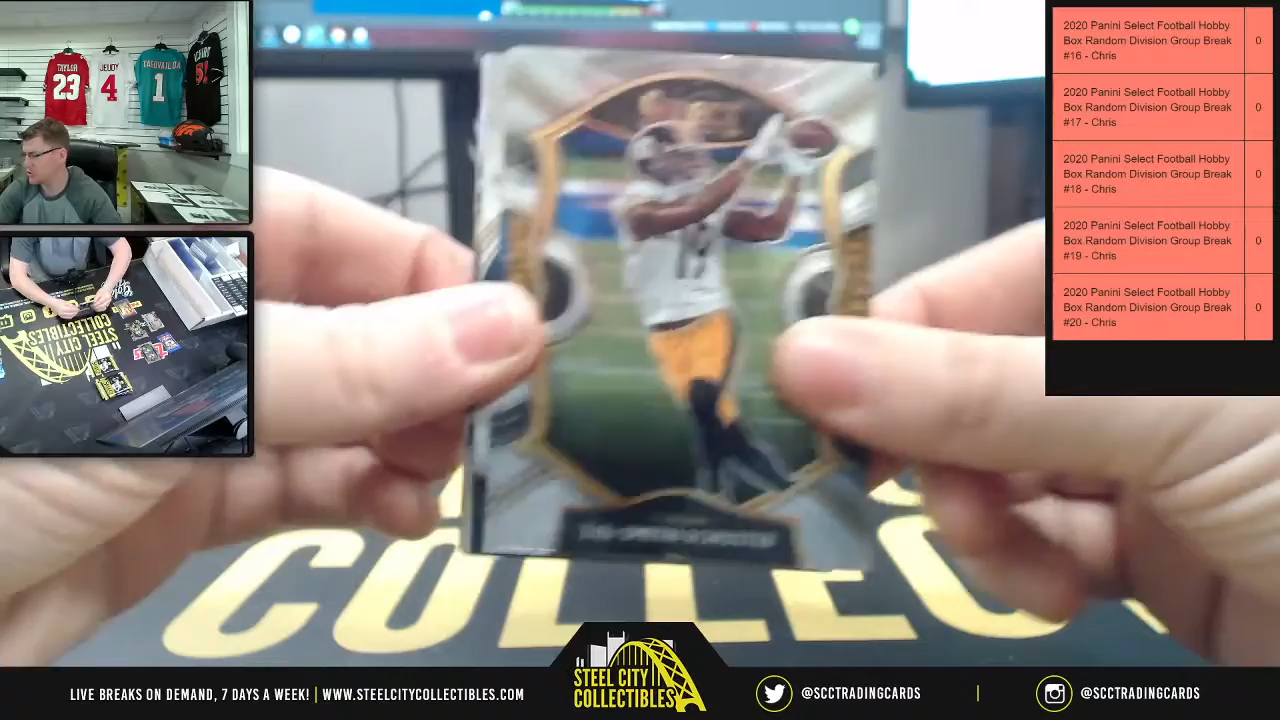 TAYLOR
23
JEUDY
4
TAGOVAILOA
1
STEEL CITY
COLLECTIBLES
19
COLLEC
2020 Panini Select Football Hobby
Box Random Division Group Break
#16 - Chris
0
2020 Panini Select Football Hobby
Box Random Division Group Break
#17 - Chris
0
2020 Panini Select Football Hobby
Box Random Division Group Break
#18 - Chris
0
2020 Panini Select Football Hobby
Box Random Division Group Break
#19 - Chris
0
2020 Panini Select Football Hobby
Box Random Division Group Break
#20 - Chris
0
LIVE BREAKS ON DEMAND, 7 DAYS A WEEK! | WWW.STEELCITYCOLLECTIBLES.COM
STEEL CITY
COLLECTIBLES
@SCCTRADINGCARDS
|
@SCCTRADINGCARDS